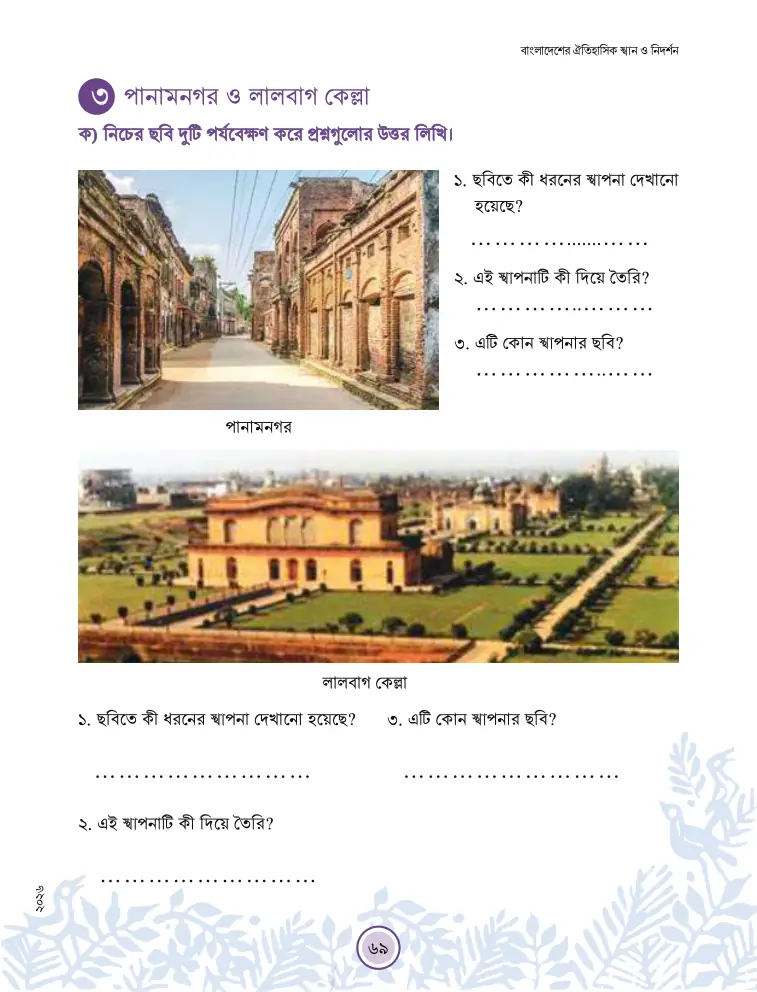 বাংলাদেশের ঐতিহাসিক স্থান ও নিদর্শন
৩ পানামনগর ও লালবাগ কেল্লা
ক) নিচের ছবি দুটি পর্যবেক্ষণ করে প্রশ্নগুলোর উত্তর লিখি।
১. ছবিতে কী ধরনের স্থাপনা দেখানো
হয়েছে?
………….......……
২. এই স্থাপনাটি কী দিয়ে তৈরি?
…………..………
৩. এটি কোন স্থাপনার ছবি?
……………..……
পানামনগর
লালবাগ কেল্লা
১. ছবিতে কী ধরনের স্থাপনা দেখানো হয়েছে?
………………………
৩. এটি কোন স্থাপনার ছবি?
………………………
২. এই স্থাপনাটি কী দিয়ে তৈরি?
………………………
২০২৬
৬৯